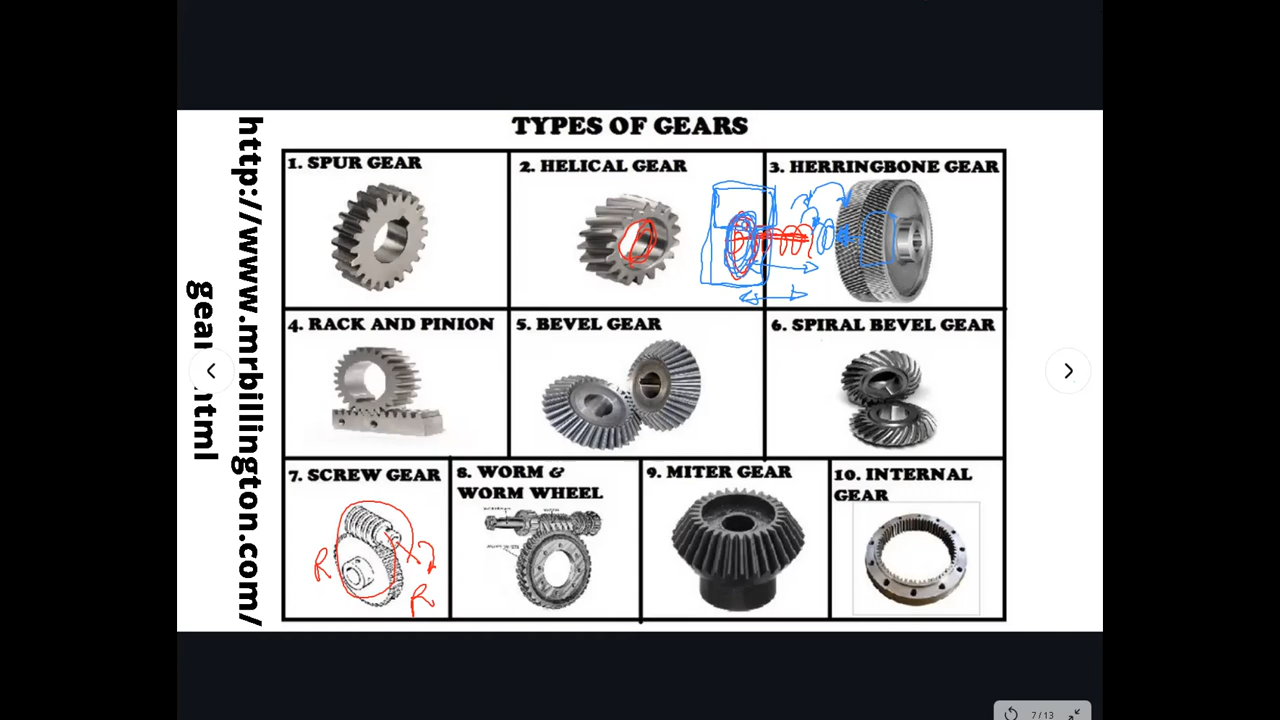 TYPES OF GEARS
http://www.mrbillington.com/
1. SPUR GEAR
2. HELICAL GEAR
3. HERRINGBONE GEAR
4. RACK AND PINION
5. BEVEL GEAR
6. SPIRAL BEVEL GEAR
7. SCREW GEAR
8. WORM &
WORM WHEEL
9. MITER GEAR
10. INTERNAL
GEAR
R
R
7/13